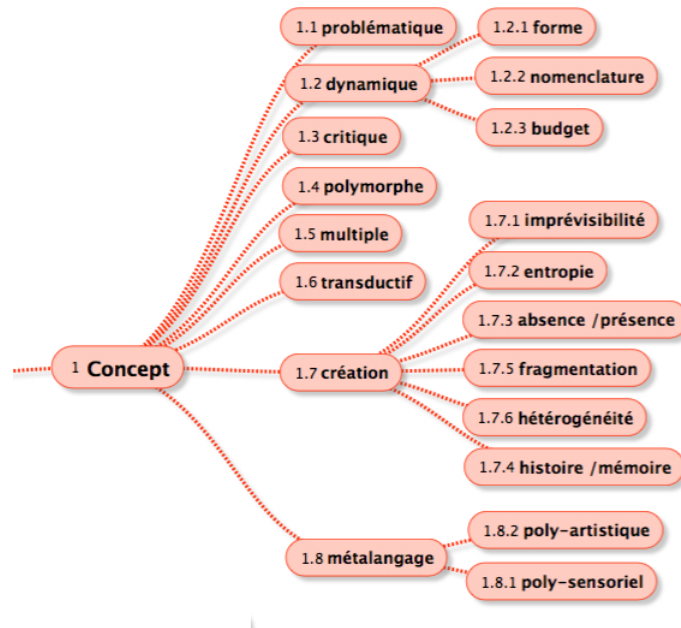 1.1 problématique
1.2.1 forme
1.2 dynamique
1.2.2 nomenclature
1.2.3 budget
1.3 critique
1.4 polymorphe
1.5 multiple
1.6 transductif
1 Concept
1.7 création
1.7.1 imprévisibilité
1.7.2 entropie
1.7.3 absence /présence
1.7.5 fragmentation
1.7.6 hétérogénéité
1.7.4 histoire /mémoire
1.8 métalangage
1.8.2 poly-artistique
1.8.1 poly-sensoriel